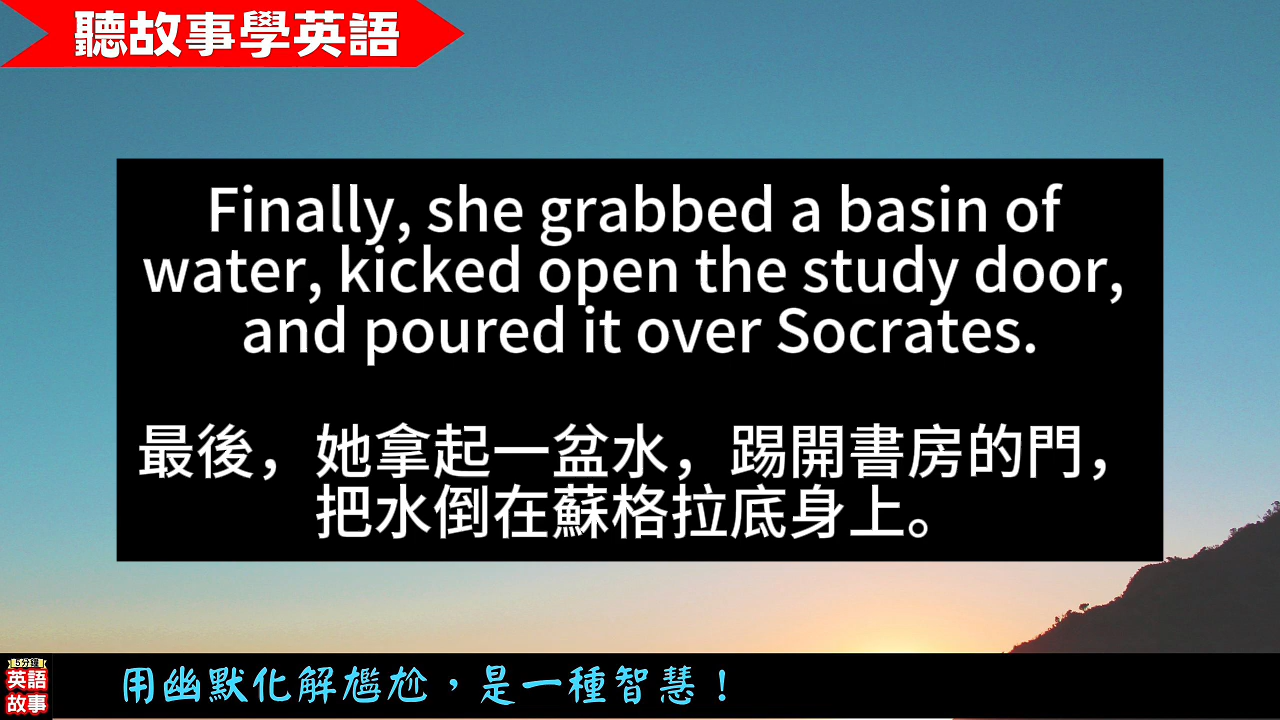 聽故事學英語
Finally, she grabbed a basin of
water, kicked open the study door,
and poured it over Socrates.
最後，她拿起一盆水，踢開書房的門，
把水倒在蘇格拉底身上。
5分鐘
英語
故事
用幽默化解尷尬，是一種智慧！